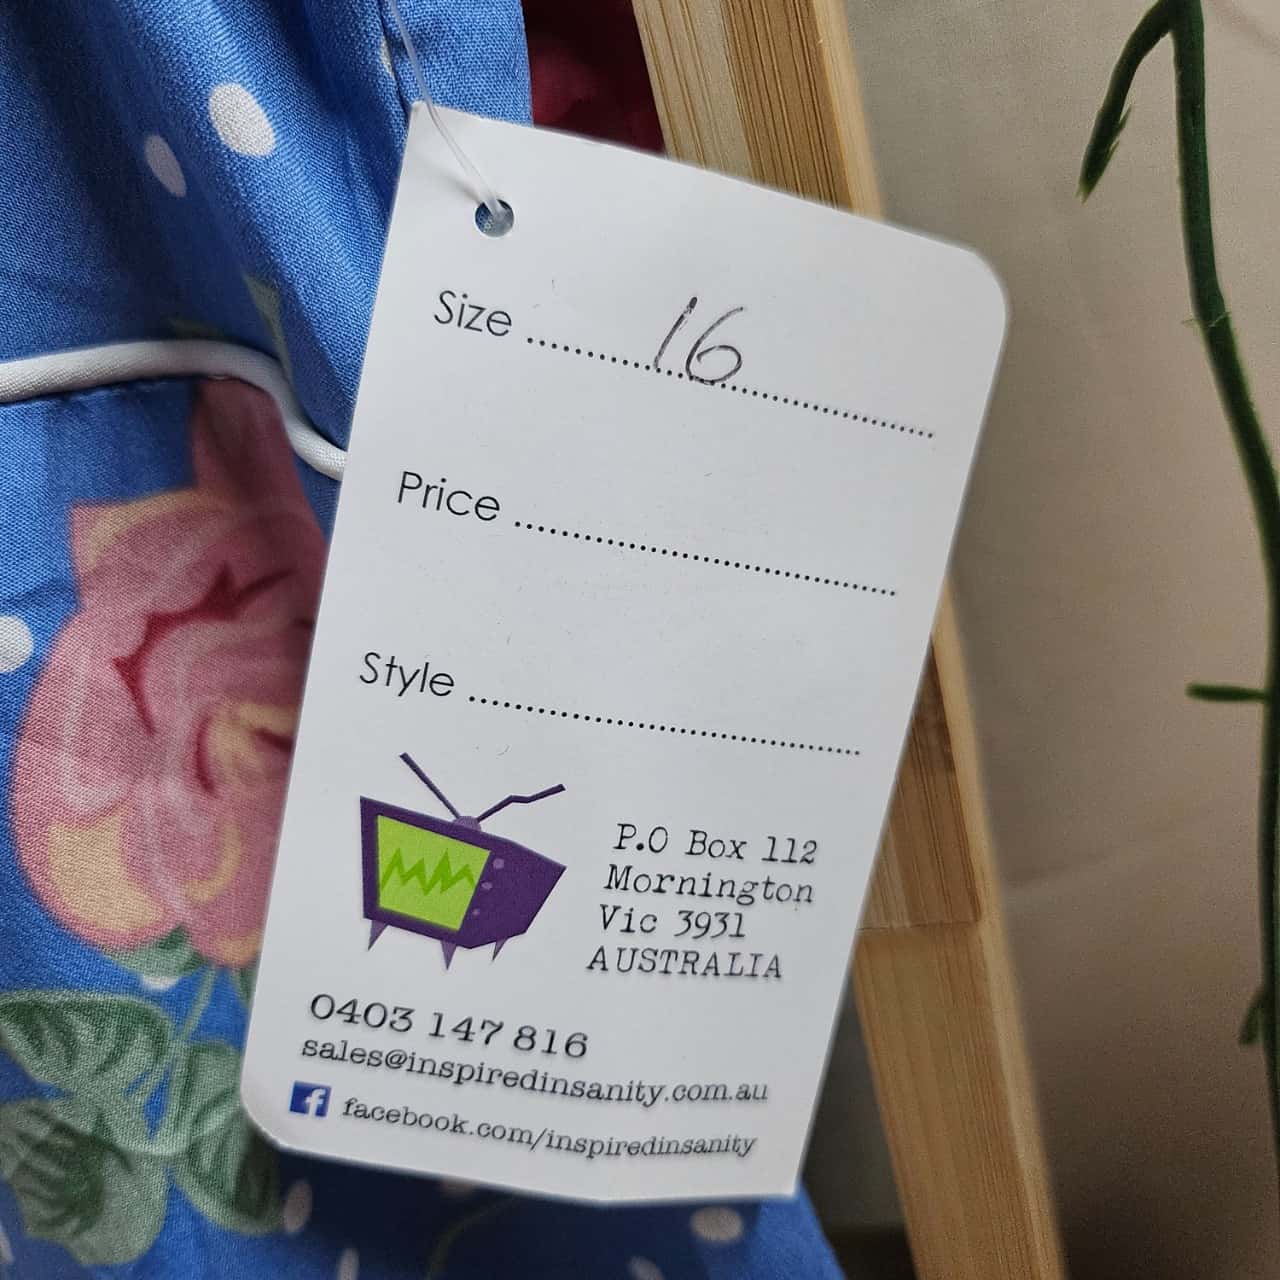 Size .......... 16 ..........
Price ..............................
Style ..............................
P.O Box 112
Mornington
Vic 3931
AUSTRALIA
0403 147 816
sales@inspiredinsanity.com.au
f facebook.com/inspiredinsanity